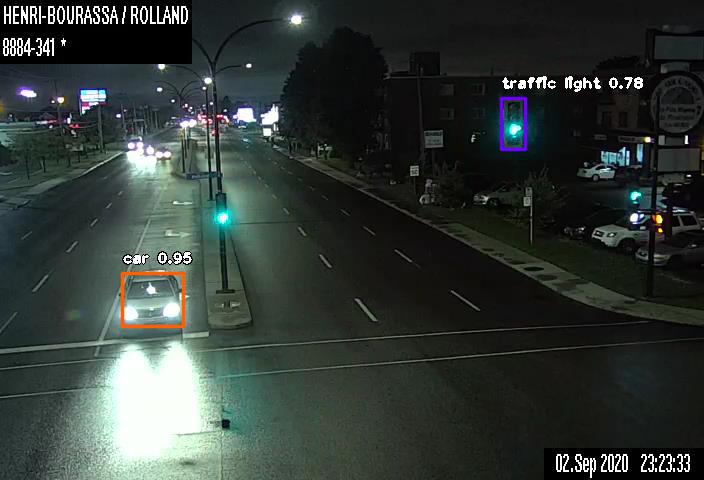 HENRI-BOURASSA / ROLLAND
8884-341 *
traffic light 0.78
car 0.95
02.Sep 2020 23:23:33